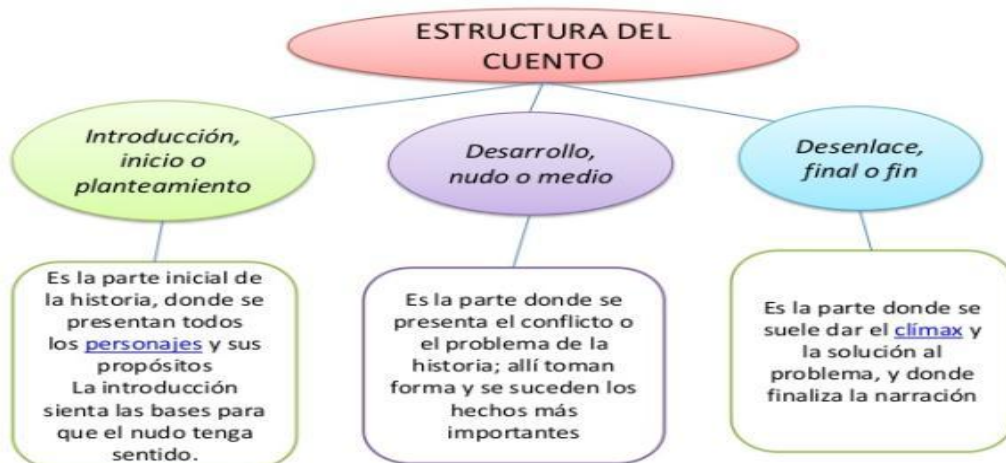 ESTRUCTURA DEL
CUENTO
Introducción,
inicio o
planteamiento
Desarrollo,
nudo o medio
Desenlace,
final o fin
Es la parte inicial de
la historia, donde se
presentan todos
los personajes y sus
propósitos
La introducción
sienta las bases para
que el nudo tenga
sentido.
Es la parte donde se
presenta el conflicto o
el problema de la
historia; allí toman
forma y se suceden los
hechos más
importantes
Es la parte donde se
suele dar el clímax y
la solución al
problema, y donde
finaliza la narración